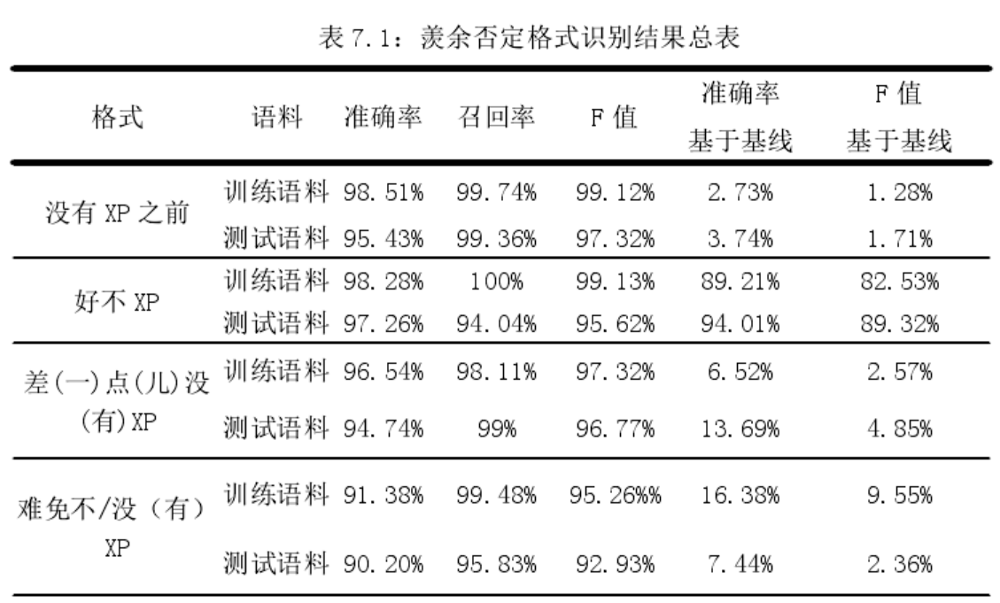 表 7.1：羡余否定格式识别结果总表
格式 语料 准确率 召回率 F 值 准确率 F 值
基于基线 基于基线
没有 XP 之前 训练语料 98.51% 99.74% 99.12% 2.73% 1.28%
测试语料 95.43% 99.36% 97.32% 3.74% 1.71%
好不 XP 训练语料 98.28% 100% 99.13% 89.21% 82.53%
测试语料 97.26% 94.04% 95.62% 94.01% 89.32%
差(一)点(儿)没 训练语料 96.54% 98.11% 97.32% 6.52% 2.57%
(有)XP 测试语料 94.74% 99% 96.77% 13.69% 4.85%
难免不/没（有） 训练语料 91.38% 99.48% 95.26%% 16.38% 9.55%
XP 测试语料 90.20% 95.83% 92.93% 7.44% 2.36%